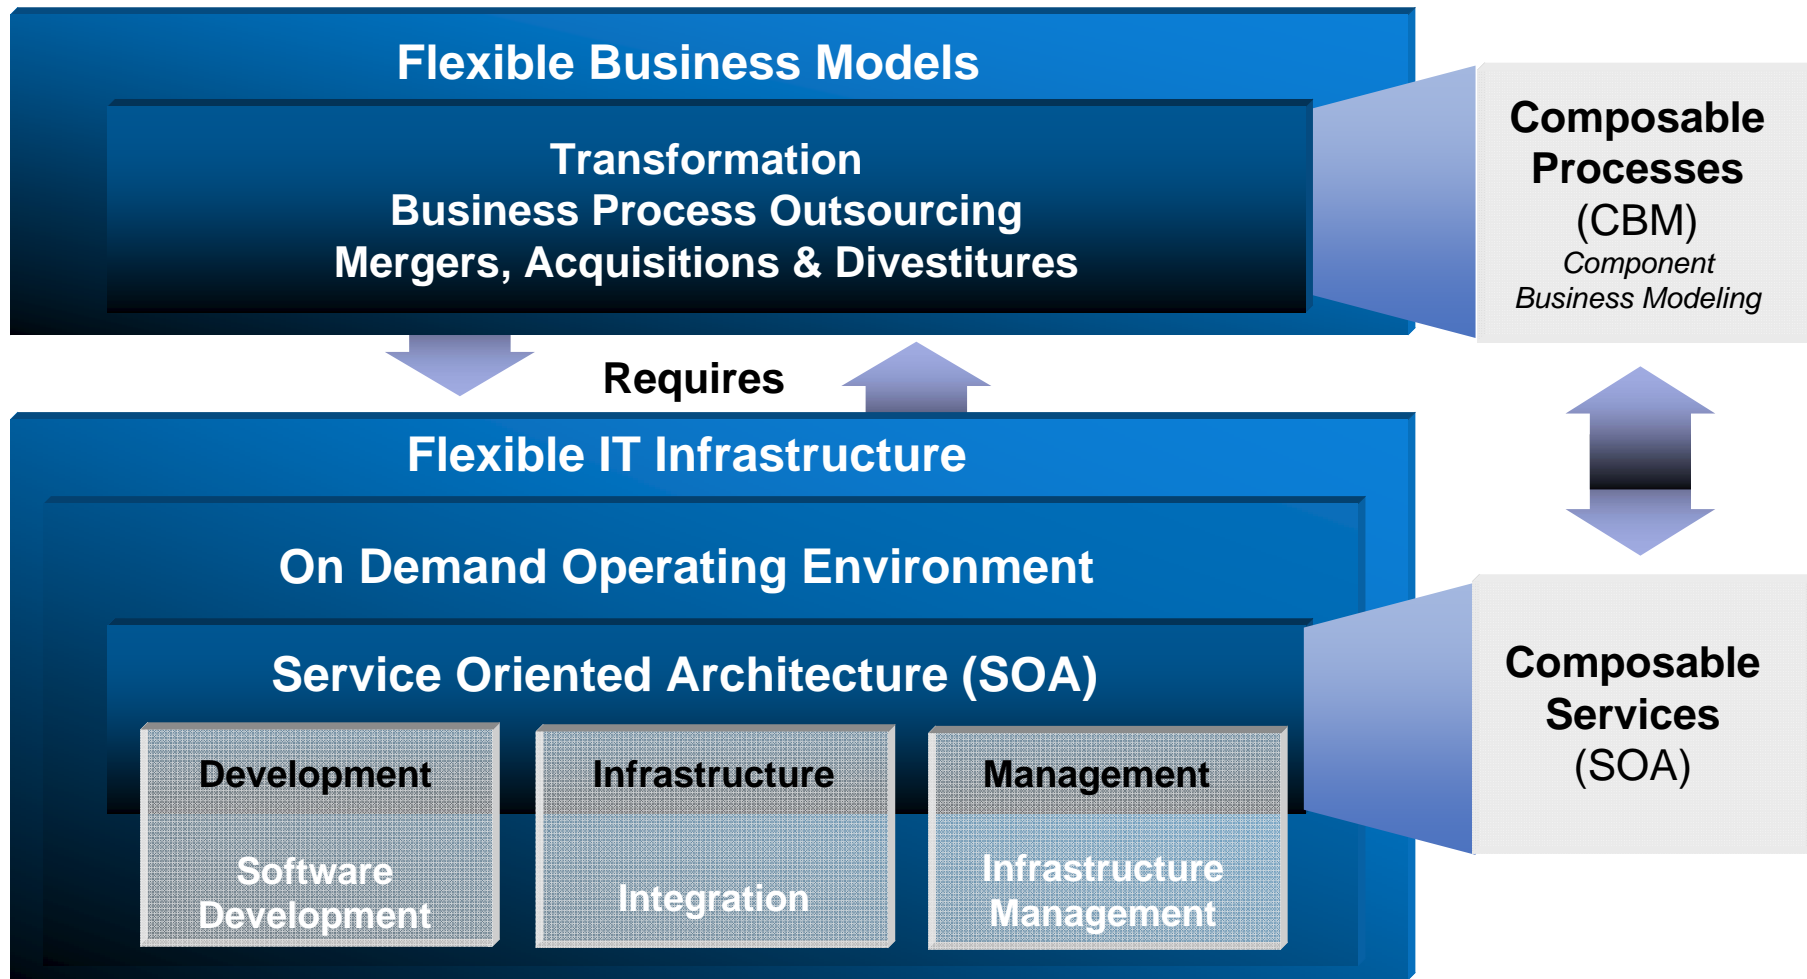 Flexible Business Models
Transformation
Business Process Outsourcing
Mergers, Acquisitions & Divestitures
Composable
Processes
(CBM)
Component
Business Modeling
Requires
Flexible IT Infrastructure
On Demand Operating Environment
Service Oriented Architecture (SOA)
Development
Software
Development
Infrastructure
Integration
Management
Infrastructure
Management
Composable
Services
(SOA)